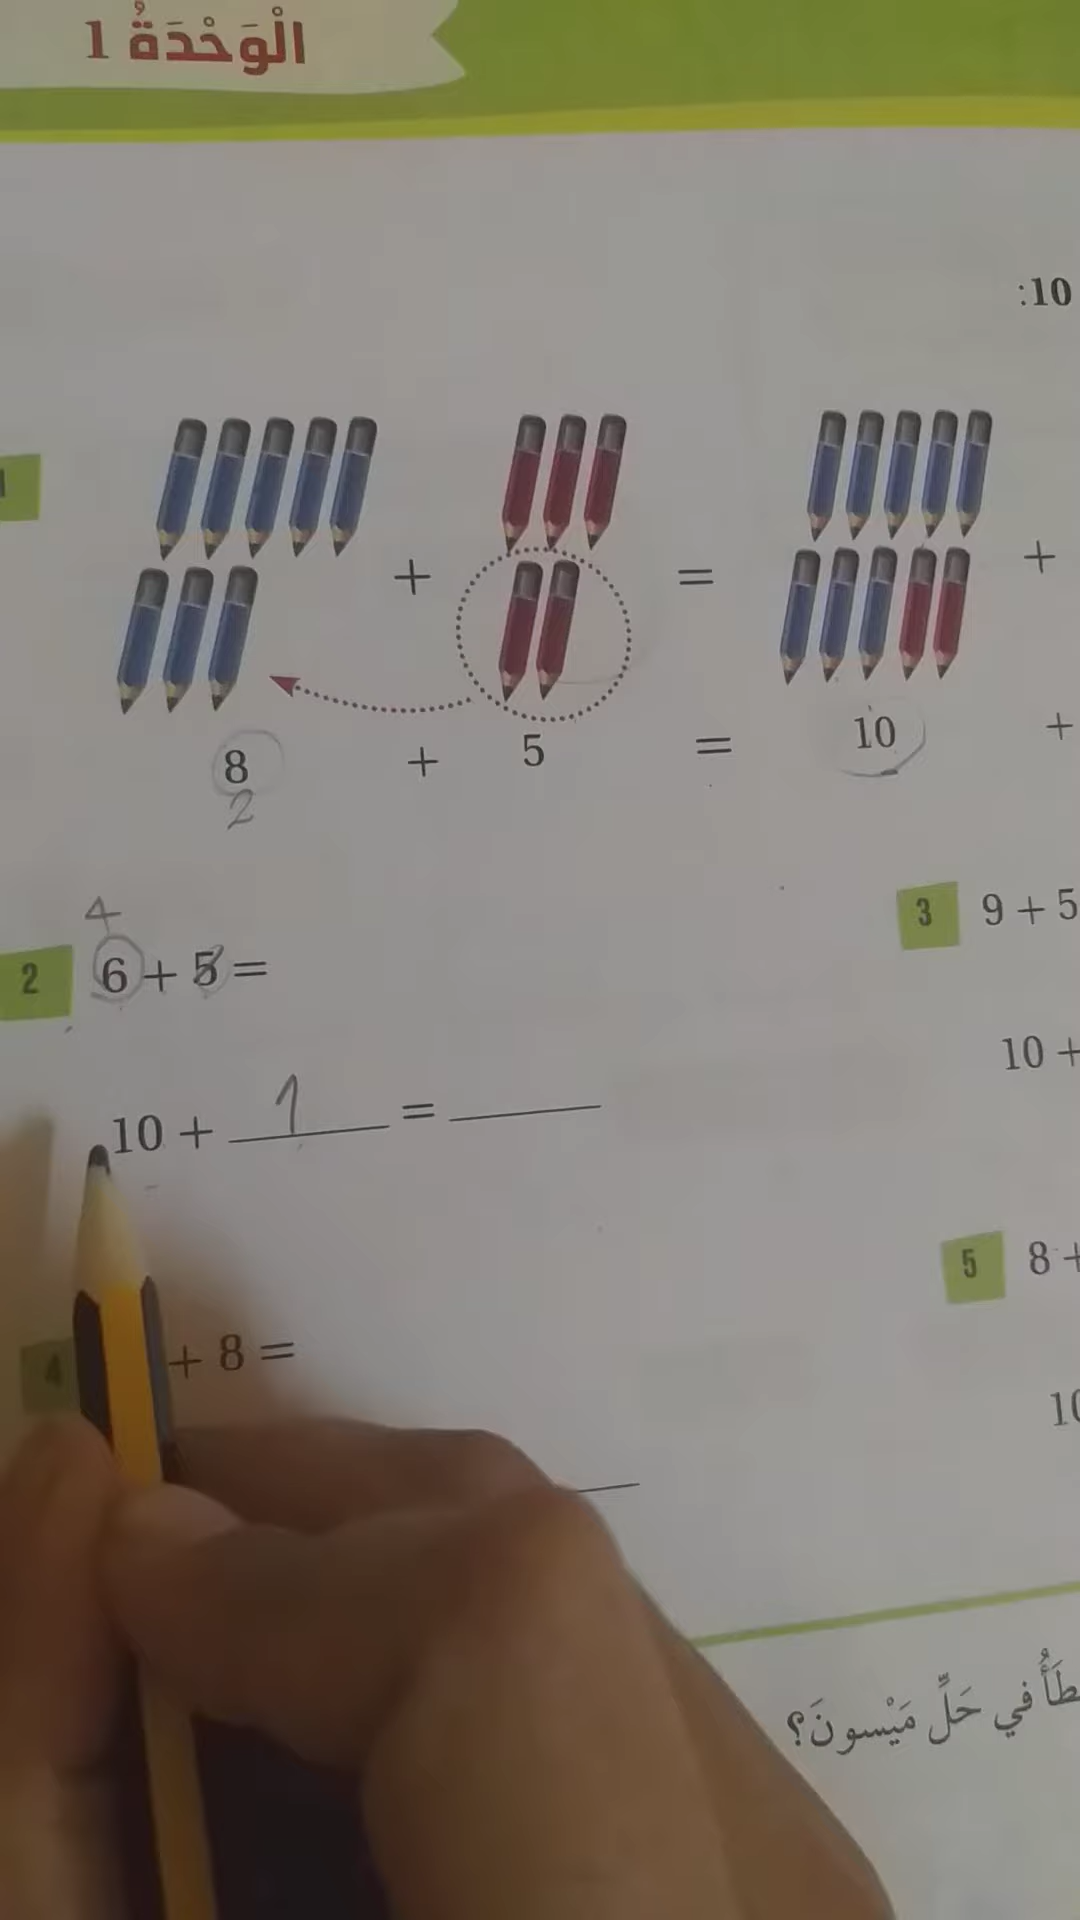 الْوَحْدَةُ 1
10:
1
+ = +
8 + 5 = 10 +
2
4
2 6 + 5 =
3 9 + 5
10 + 1 =
10 +
5 8 +
4 + 8 =
في حَلِّ مَيْسونَ؟